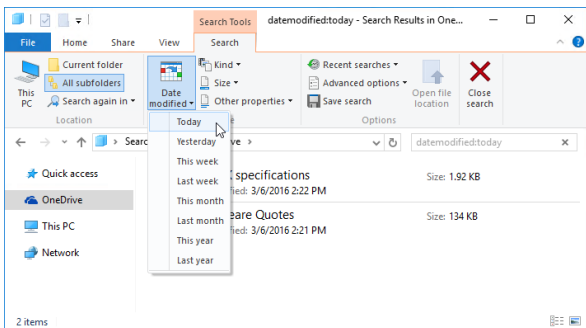 Search Tools
datemodified:today - Search Results in One...
File Home Share View Search
Current folder
All subfolders
Search again in
This PC
Location
Date modified
Kind
Size
Other properties
Recent searches
Advanced options
Save search
Options
Open file location
Close search
Today
Yesterday
This week
Last week
This month
Last month
This year
Last year
datemodified:today
Quick access
OneDrive
This PC
Network
specifications
3/6/2016 2:22 PM
Size: 1.92 KB
Quotes
3/6/2016 2:21 PM
Size: 134 KB
2 items